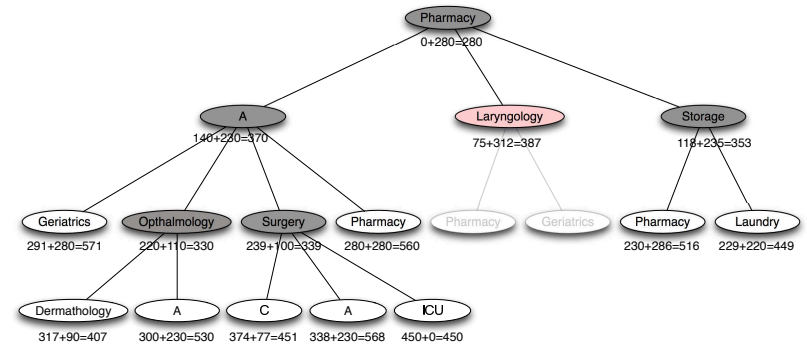 Pharmacy
0+280=280
A
140+230=370
Laryngology
75+312=387
Storage
118+235=353
Geriatrics
291+280=571
Opthalmology
220+110=330
Surgery
239+100=339
Pharmacy
280+280=560
Pharmacy
Geriatrics
Pharmacy
230+286=516
Laundry
229+220=449
Dermathology
317+90=407
A
300+230=530
C
374+77=451
A
338+230=568
ICU
450+0=450